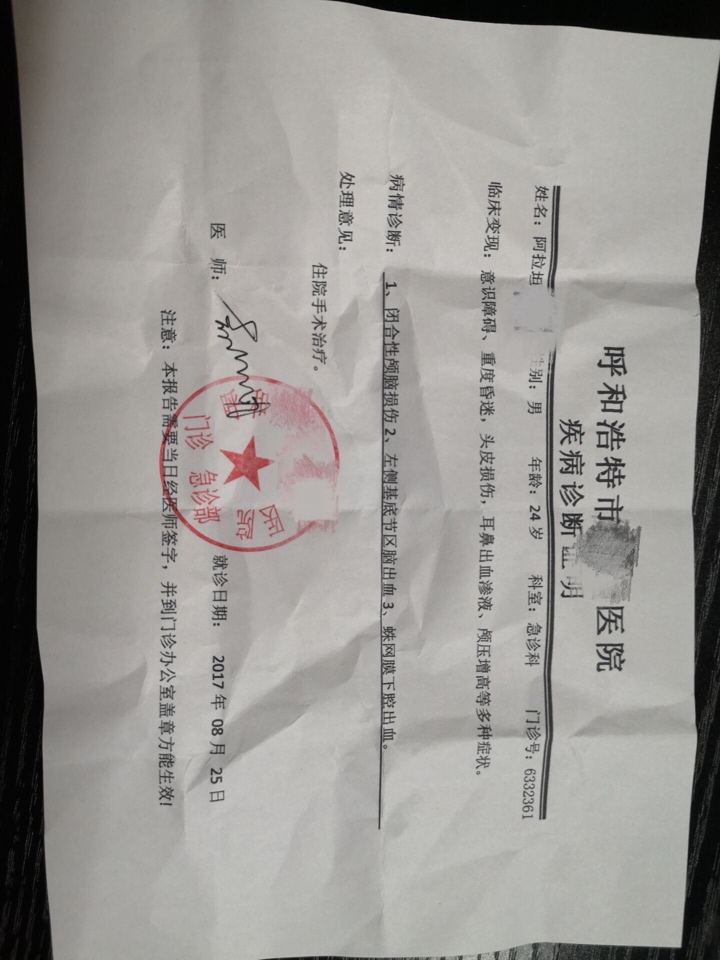 呼和浩特市 医院
疾病诊断证明
姓名：阿拉坦 性别：男 年龄：24岁 科室：急诊科 门诊号：6332361
临床变现：意识障碍、重度昏迷，头皮损伤，耳鼻出血渗液、颅压增高等多种症状。
病情诊断：1、闭合性颅脑损伤2、左侧基底节区脑出血3、蛛网膜下腔出血。
处理意见：
住院手术治疗。
医 师： 就诊日期：2017年 08月 25日
门诊 急诊部
注意：本报告需要当日经医师签字，并到门诊办公室盖章方能生效!